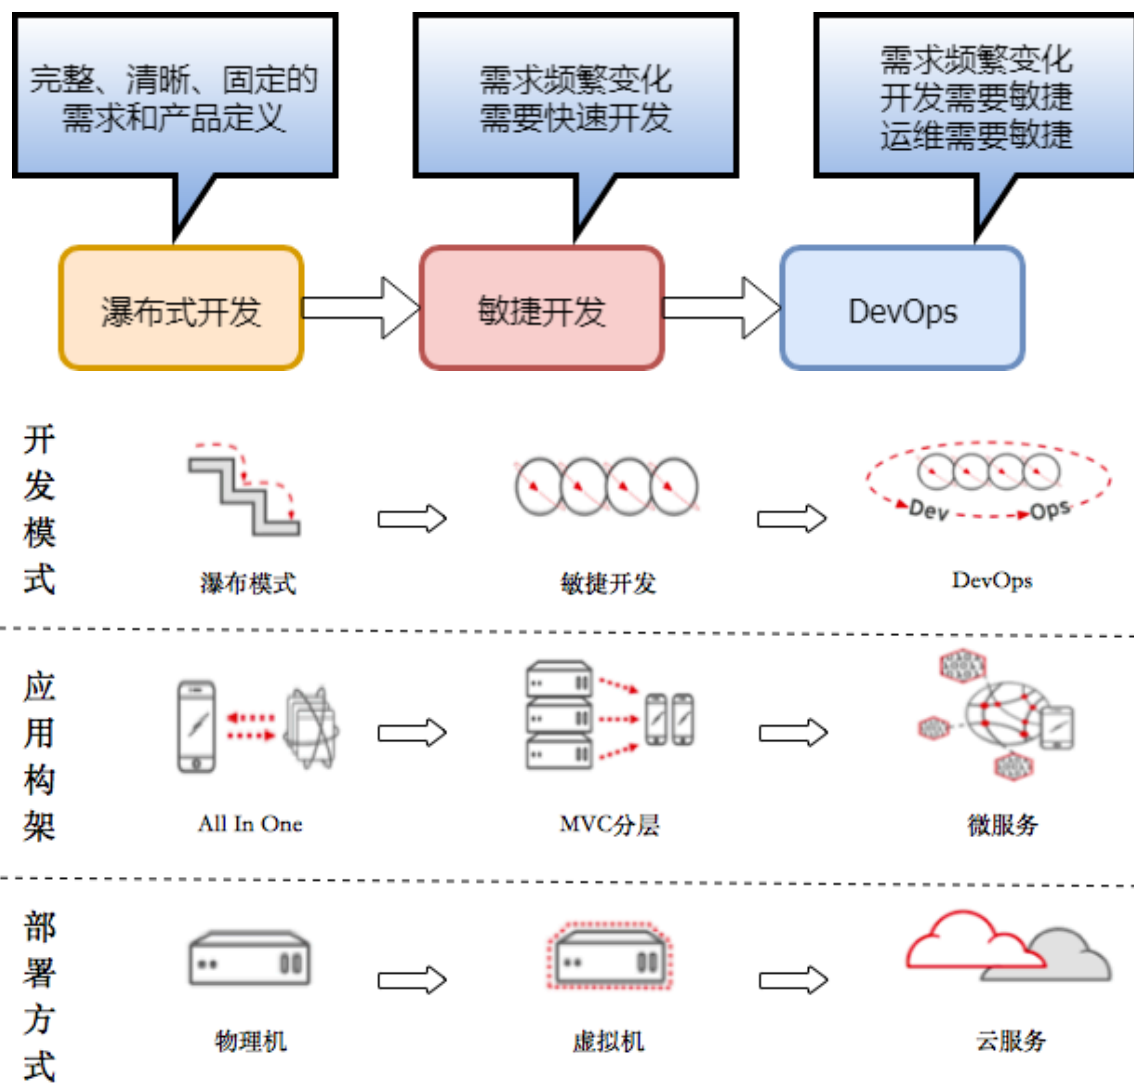 完整、清晰、固定的
需求和产品定义
需求频繁变化
需要快速开发
需求频繁变化
开发需要敏捷
运维需要敏捷
瀑布式开发
敏捷开发
DevOps
开发模式
Dev
Ops
瀑布模式
敏捷开发
DevOps
应用构架
All In One
MVC分层
微服务
部署方式
物理机
虚拟机
云服务